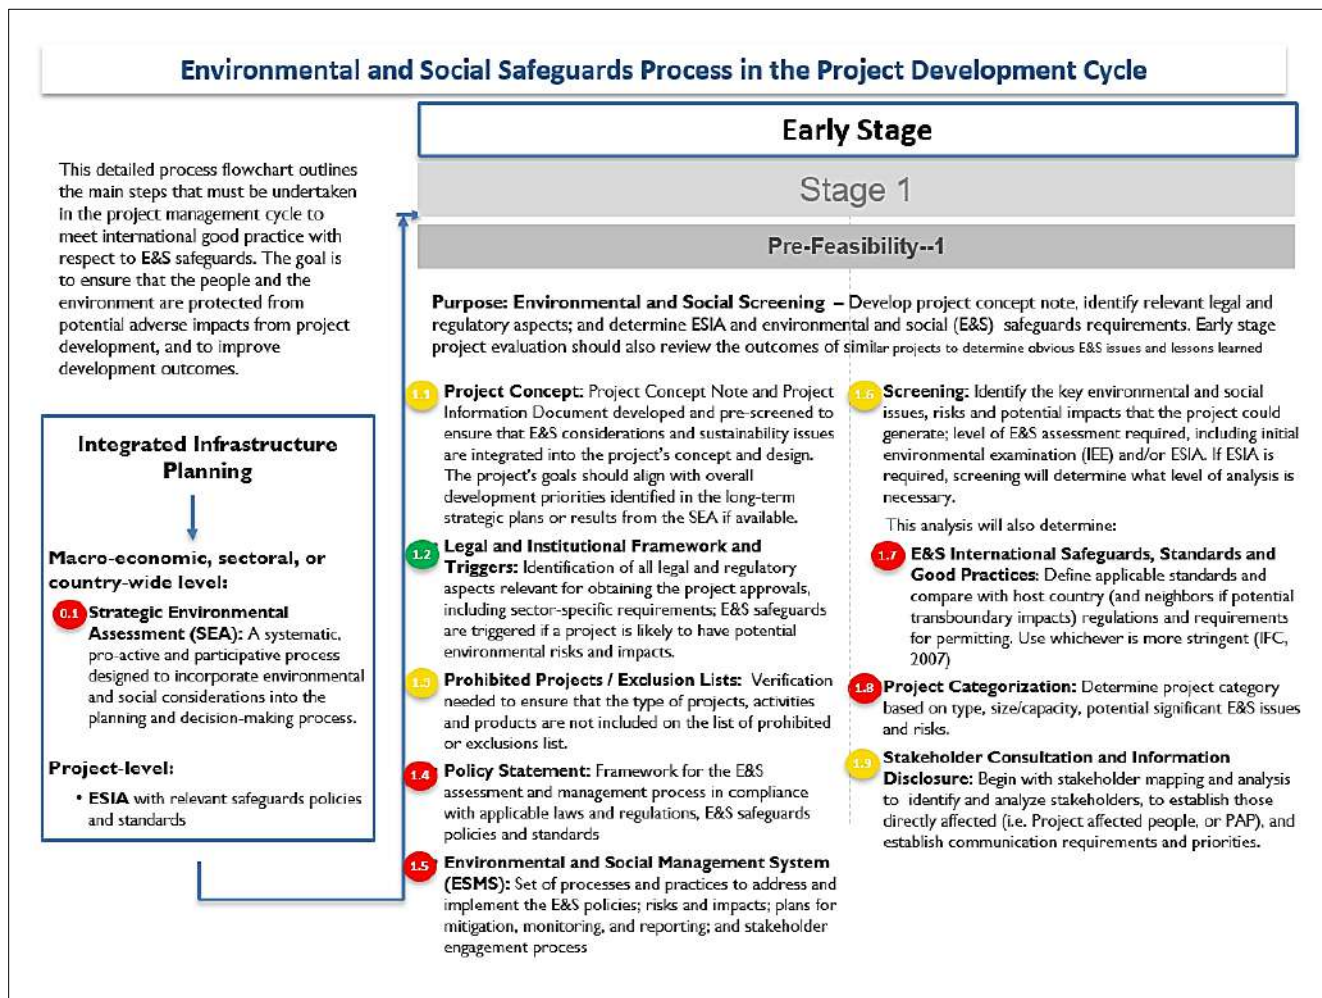 Environmental and Social Safeguards Process in the Project Development Cycle
This detailed process flowchart outlines
the main steps that must be undertaken
in the project management cycle to
meet international good practice with
respect to E&S safeguards. The goal is
to ensure that the people and the
environment are protected from
potential adverse impacts from project
development, and to improve
development outcomes.
Integrated Infrastructure
Planning
Macro-economic, sectoral, or
country-wide level:
0.1 Strategic Environmental
Assessment (SEA): A systematic,
pro-active and participative process
designed to incorporate environmental
and social considerations into the
planning and decision-making process.
Project-level:
• ESIA with relevant safeguards policies
and standards
Early Stage
Stage 1
Pre-Feasibility--1
Purpose: Environmental and Social Screening – Develop project concept note, identify relevant legal and
regulatory aspects; and determine ESIA and environmental and social (E&S) safeguards requirements. Early stage
project evaluation should also review the outcomes of similar projects to determine obvious E&S issues and lessons learned
1.1 Project Concept: Project Concept Note and Project
Information Document developed and pre-screened to
ensure that E&S considerations and sustainability issues
are integrated into the project's concept and design.
The project's goals should align with overall
development priorities identified in the long-term
strategic plans or results from the SEA if available.
1.2 Legal and Institutional Framework and
Triggers: Identification of all legal and regulatory
aspects relevant for obtaining the project approvals,
including sector-specific requirements; E&S safeguards
are triggered if a project is likely to have potential
environmental risks and impacts.
1.3 Prohibited Projects / Exclusion Lists: Verification
needed to ensure that the type of projects, activities
and products are not included on the list of prohibited
or exclusions list.
1.4 Policy Statement: Framework for the E&S
assessment and management process in compliance
with applicable laws and regulations, E&S safeguards
policies and standards
1.5 Environmental and Social Management System
(ESMS): Set of processes and practices to address and
implement the E&S policies; risks and impacts; plans for
mitigation, monitoring, and reporting; and stakeholder
engagement process
1.6 Screening: Identify the key environmental and social
issues, risks and potential impacts that the project could
generate; level of E&S assessment required, including initial
environmental examination (IEE) and/or ESIA. If ESIA is
required, screening will determine what level of analysis is
necessary.
This analysis will also determine:
1.7 E&S International Safeguards, Standards and
Good Practices: Define applicable standards and
compare with host country (and neighbors if potential
transboundary impacts) regulations and requirements
for permitting. Use whichever is more stringent (IFC,
2007)
1.8 Project Categorization: Determine project category
based on type, size/capacity, potential significant E&S issues
and risks.
1.9 Stakeholder Consultation and Information
Disclosure: Begin with stakeholder mapping and analysis
to identify and analyze stakeholders, to establish those
directly affected (i.e. Project affected people, or PAP), and
establish communication requirements and priorities.